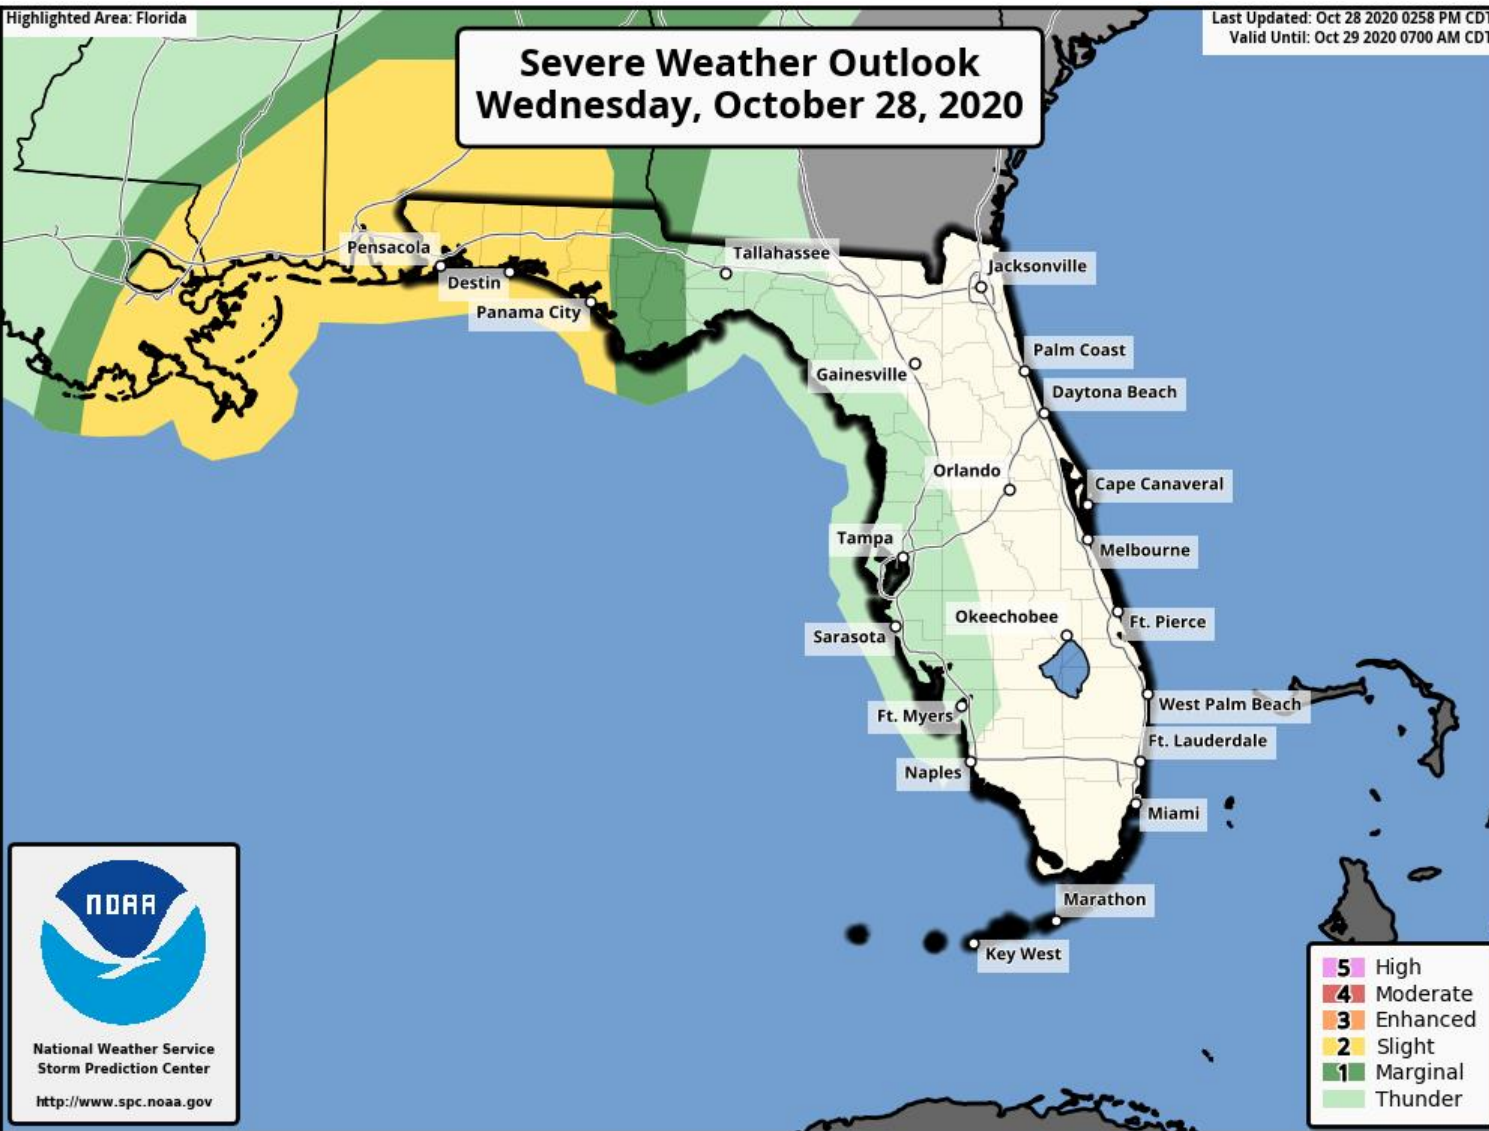 Highlighted Area: Florida
Last Updated: Oct 28 2020 0258 PM CDT
Valid Until: Oct 29 2020 0700 AM CDT
Severe Weather Outlook
Wednesday, October 28, 2020
Pensacola
Tallahassee
Jacksonville
Destin
Panama City
Palm Coast
Gainesville
Daytona Beach
Orlando
Cape Canaveral
Tampa
Melbourne
Okeechobee
Ft. Pierce
Sarasota
West Palm Beach
Ft. Myers
Ft. Lauderdale
Naples
Miami
Marathon
Key West
NOAA
National Weather Service
Storm Prediction Center
http://www.spc.noaa.gov
5 High
4 Moderate
3 Enhanced
2 Slight
1 Marginal
Thunder